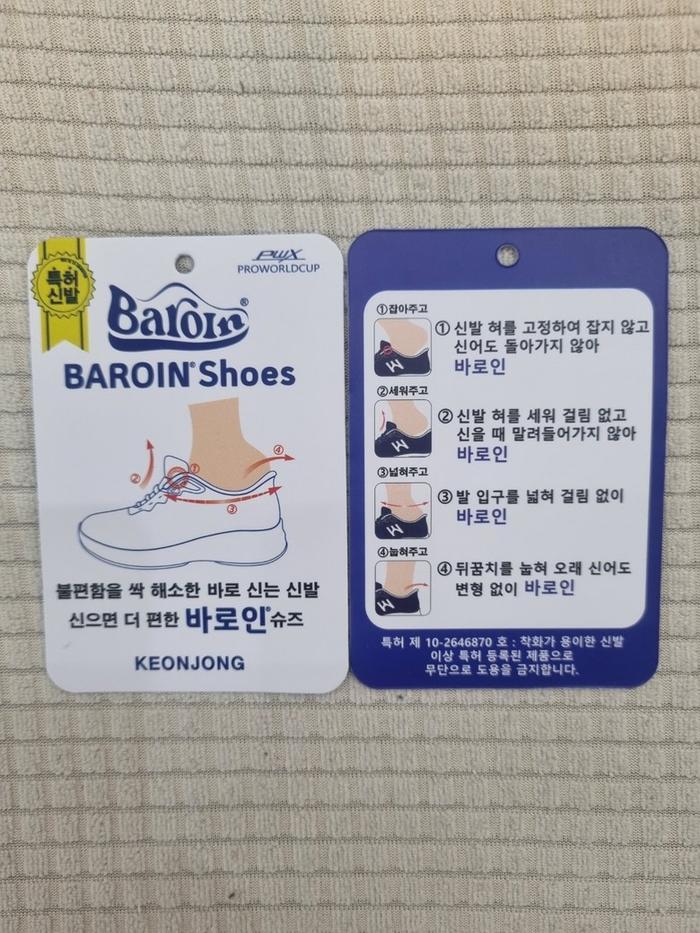 특허
신발
PWX
PROWORLDCUP
Baroin®
BAROIN® Shoes
①
②
③
④
불편함을 싹 해소한 바로 신는 신발
신으면 더 편한 바로인® 슈즈
KEONJONG
①잡아주고
① 신발 혀를 고정하여 잡지 않고
신어도 돌아가지 않아
바로인
②세워주고
② 신발 혀를 세워 걸림 없고
신을 때 말려들어가지 않아
바로인
③넓혀주고
③ 발 입구를 넓혀 걸림 없이
바로인
④눕혀주고
④ 뒤꿈치를 눕혀 오래 신어도
변형 없이 바로인
특허 제 10-2646870 호 : 착화가 용이한 신발
이상 특허 등록된 제품으로
무단으로 도용을 금지합니다.